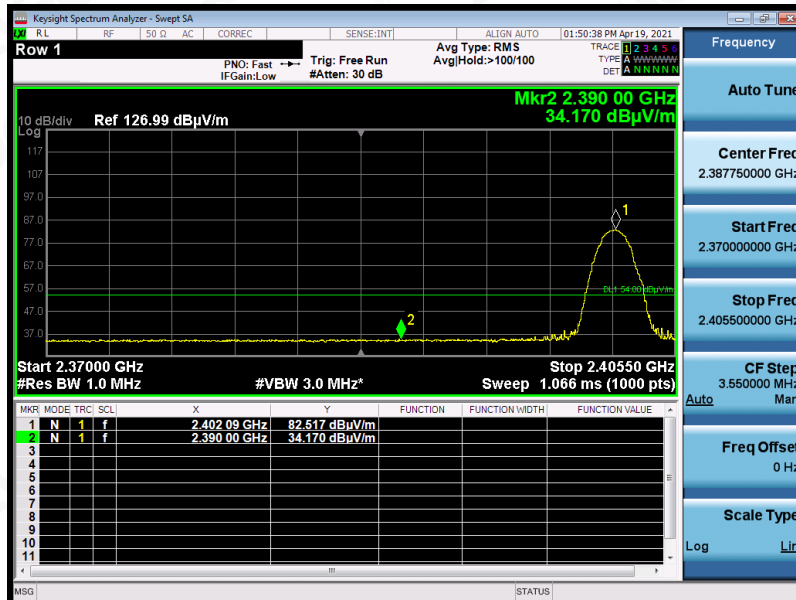 Keysight Spectrum Analyzer - Swept SA
LXI RL RF 50 Ω AC CORREC SENSE:INT ALIGN AUTO 01:50:38 PM Apr 19, 2021
Row 1
PNO: Fast
IFGain:Low
Trig: Free Run
#Atten: 30 dB
Avg Type: RMS
Avg|Hold:>100/100
TRACE 1 2 3 4 5 6
TYPE A WWWWW
DET A N N N N N
Mkr2 2.390 00 GHz
34.170 dBµV/m
10 dB/div Ref 126.99 dBµV/m
Log
117
107
97.0
87.0
77.0
67.0
57.0
47.0
37.0
1
2
DL1 54.00 dBµV/m
Start 2.37000 GHz Stop 2.40550 GHz
#Res BW 1.0 MHz #VBW 3.0 MHz* Sweep 1.066 ms (1000 pts)
MKR MODE TRC SCL X Y FUNCTION FUNCTION WIDTH FUNCTION VALUE
1 N 1 f 2.402 09 GHz 82.517 dBµV/m
2 N 1 f 2.390 00 GHz 34.170 dBµV/m
3
4
5
6
7
8
9
10
11
MSG STATUS
Frequency
Auto Tune
Center Freq
2.387750000 GHz
Start Freq
2.370000000 GHz
Stop Freq
2.405500000 GHz
CF Step
3.550000 MHz
Auto Man
Freq Offset
0 Hz
Scale Type
Log Lin